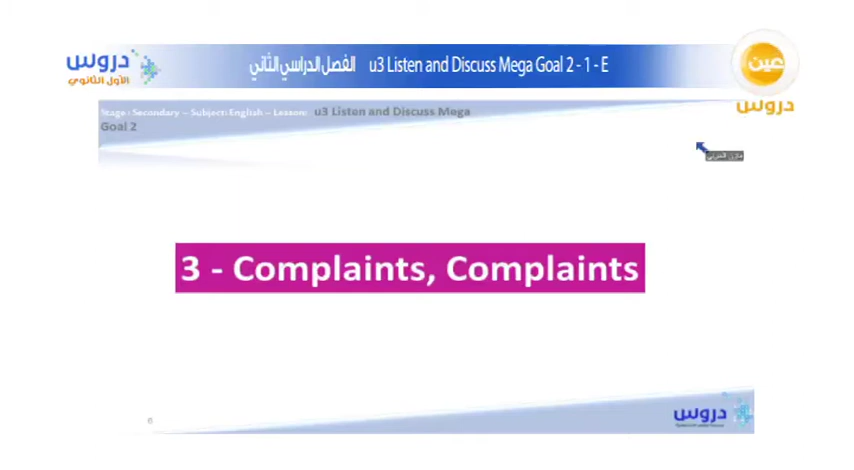 دروس
الأول الثانوي
الفصل الدراسي الثاني u3 Listen and Discuss Mega Goal 2 - 1 - E
عين
دروس
Stage : Secondary – Subject: English – Lesson: u3 Listen and Discuss Mega
Goal 2
3 - Complaints, Complaints
6
دروس